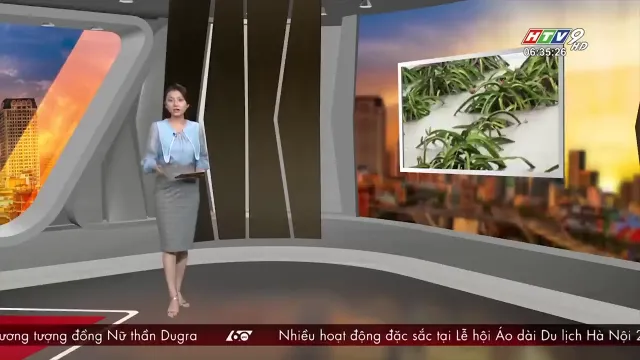 HTV9 HD
06:35:26
ương tượng đồng Nữ thần Dugra
60
Nhiều hoạt động đặc sắc tại Lễ hội Áo dài Du lịch Hà Nội 2